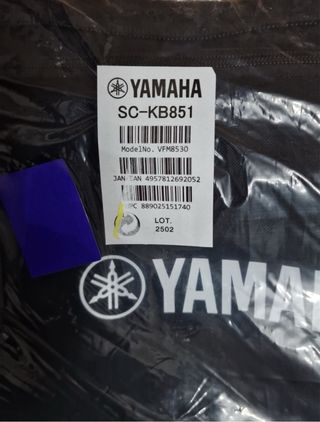 YAMAHA
SC-KB851
ModelNo. VFM8530
JAN/EAN 4957812692052
UPC 889025151740
LOT.
2502
YAMAHA